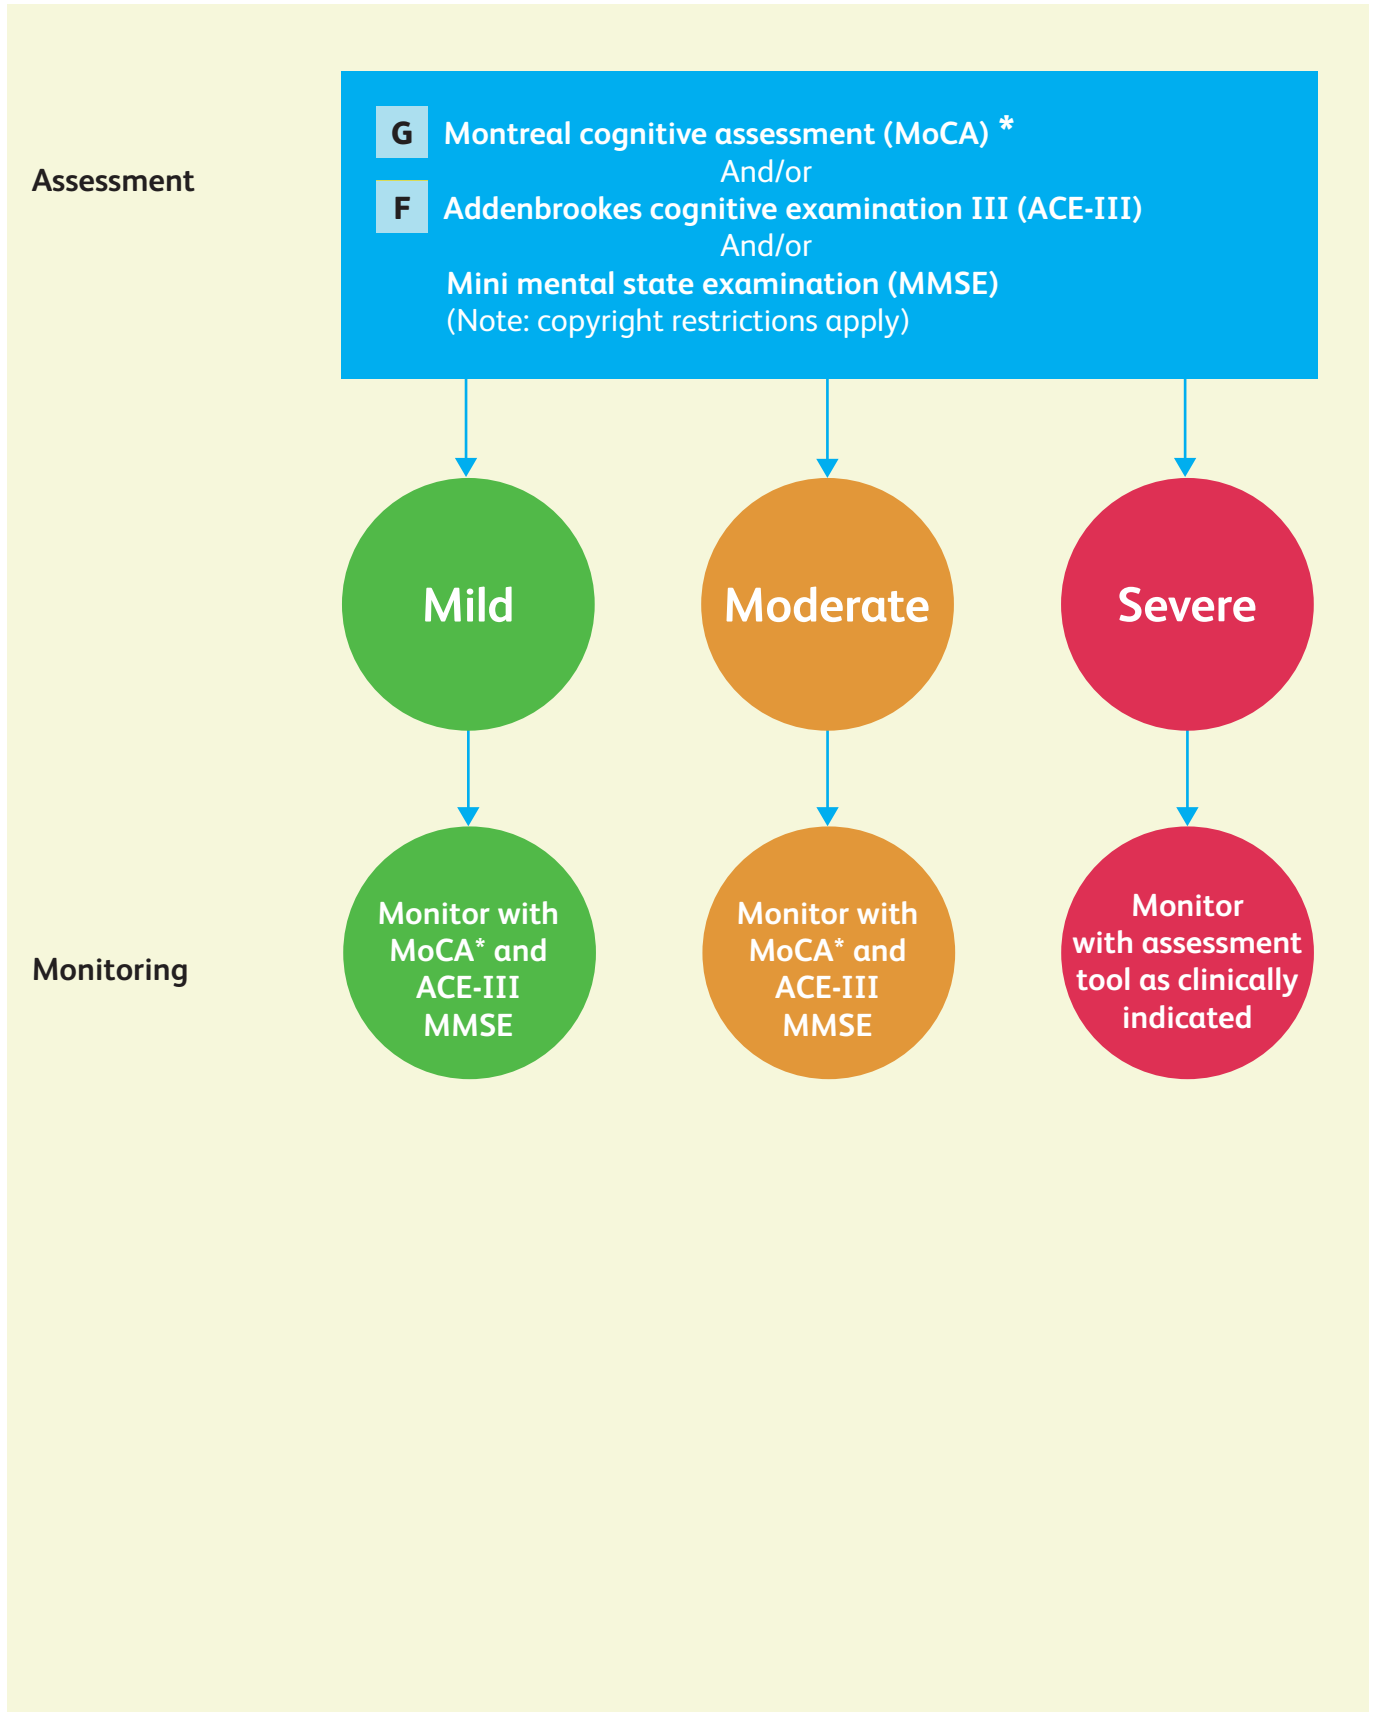 Assessment
G Montreal cognitive assessment (MoCA) *
And/or
F Addenbrookes cognitive examination III (ACE-III)
And/or
Mini mental state examination (MMSE)
(Note: copyright restrictions apply)
Mild
Moderate
Severe
Monitoring
Monitor with
MoCA* and
ACE-III
MMSE
Monitor with
MoCA* and
ACE-III
MMSE
Monitor
with assessment
tool as clinically
indicated